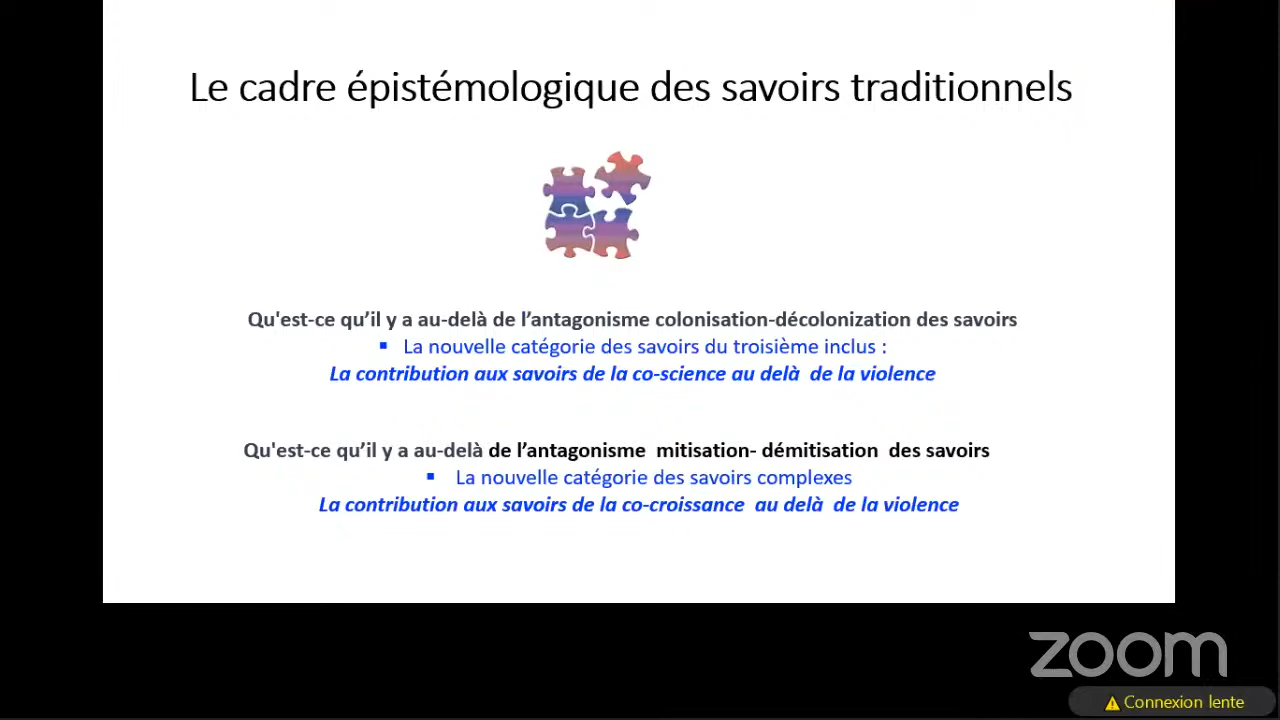 Le cadre épistémologique des savoirs traditionnels
Qu'est-ce qu’il y a au-delà de l’antagonisme colonisation-décolonization des savoirs
▪ La nouvelle catégorie des savoirs du troisième inclus :
La contribution aux savoirs de la co-science au delà de la violence
Qu'est-ce qu’il y a au-delà de l’antagonisme mitisation- démitisation des savoirs
▪ La nouvelle catégorie des savoirs complexes
La contribution aux savoirs de la co-croissance au delà de la violence
zoom
Connexion lente